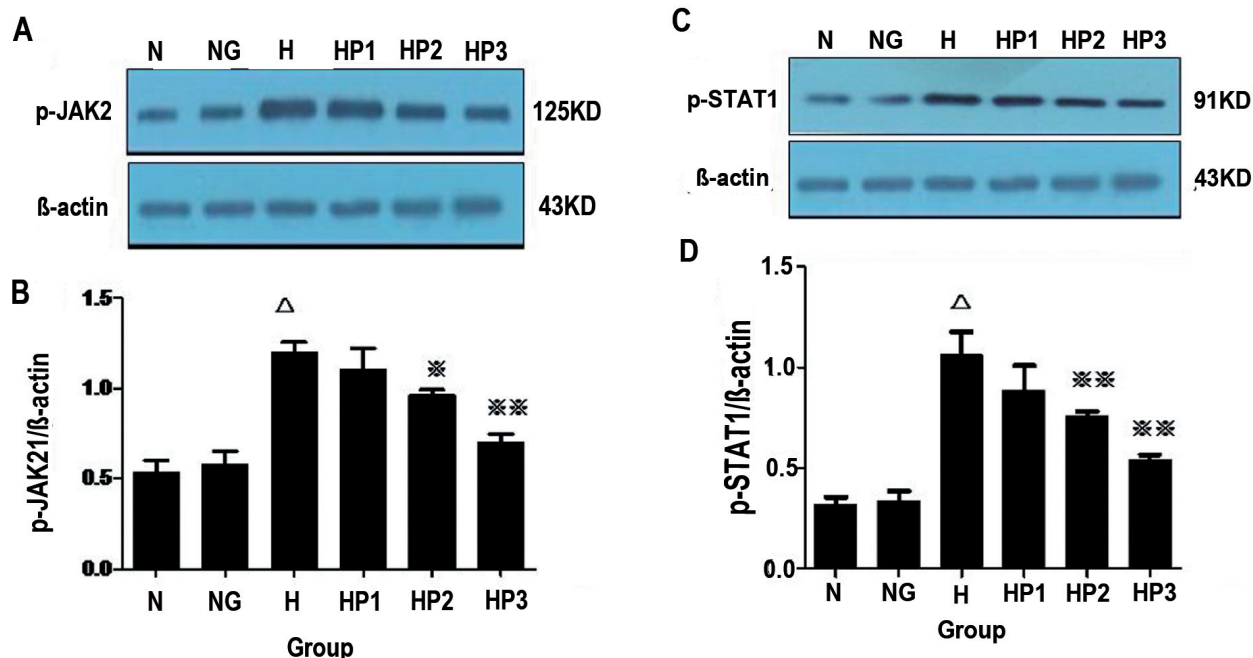 A
N NG H HP1 HP2 HP3
p-JAK2
125KD
ß-actin
43KD
B
1.5
△
1.0
※
※※
0.5
0.0
p-JAK21/ß-actin
N NG H HP1 HP2 HP3
Group
C
N NG H HP1 HP2 HP3
p-STAT1
91KD
ß-actin
43KD
D
1.5
△
1.0
※※
※※
0.5
0.0
p-STAT1/ß-actin
N NG H HP1 HP2 HP3
Group